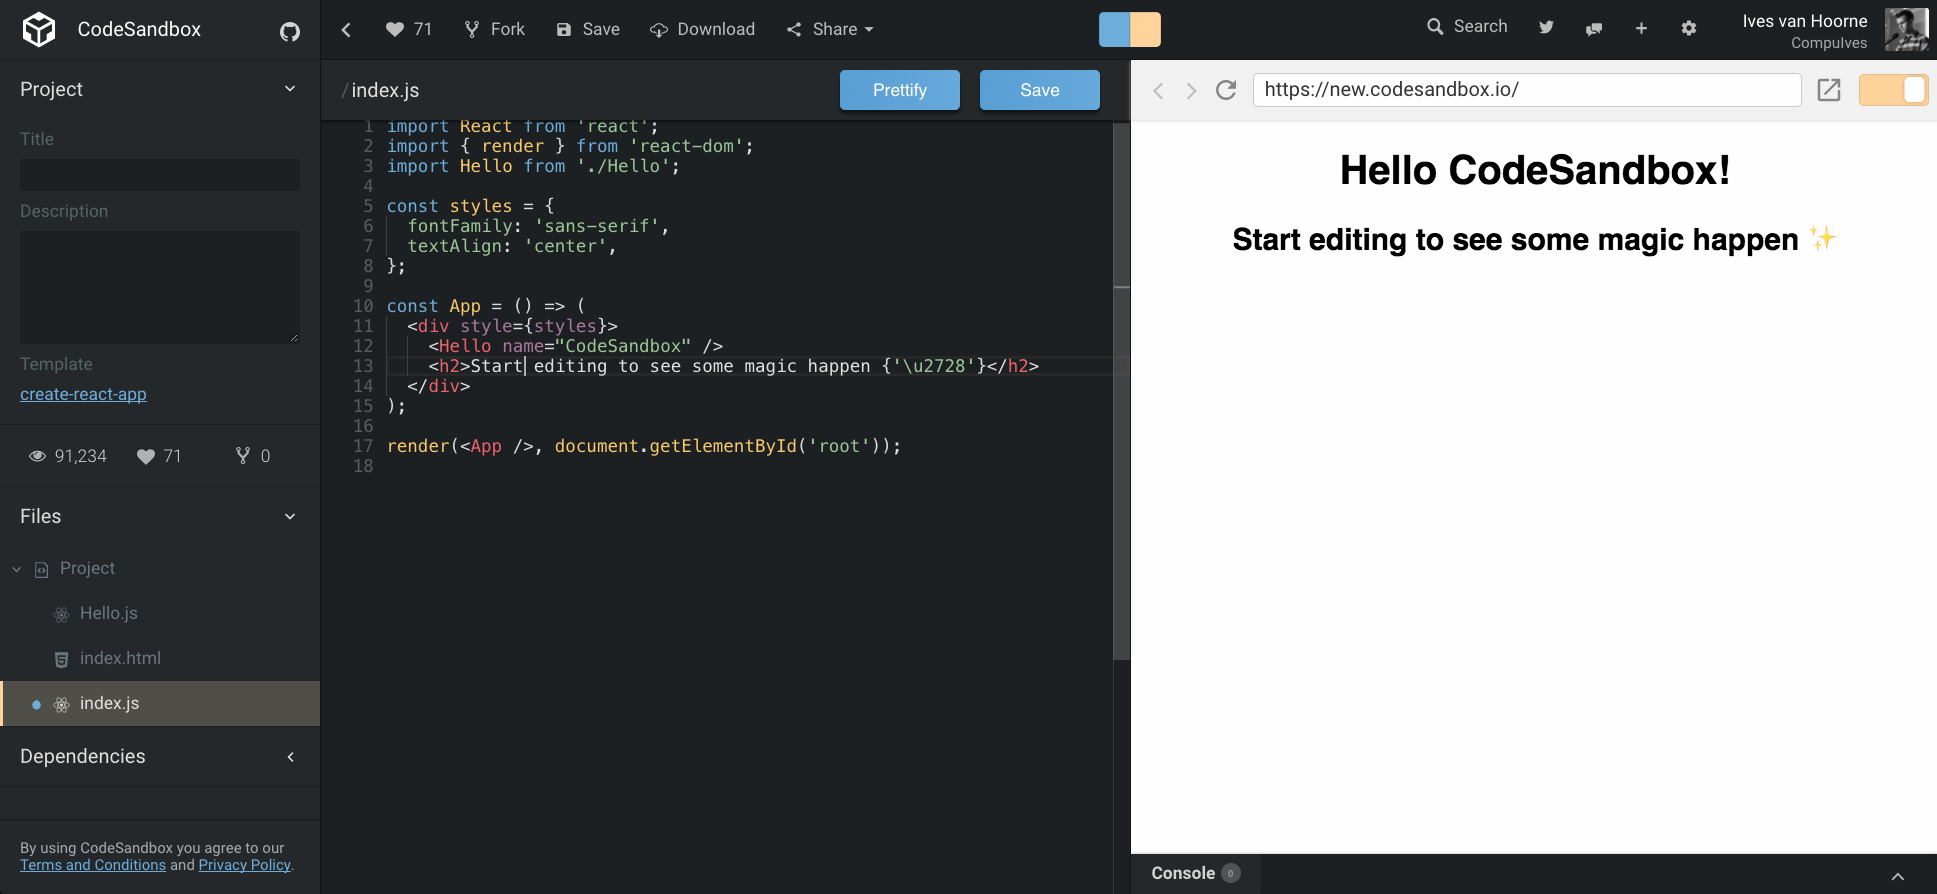 CodeSandbox
71 Fork Save Download Share
Search
Ives van Hoorne
Compulves
Project
Title
Description
Template
create-react-app
91,234 71 0
Files
Project
Hello.js
index.html
index.js
Dependencies
By using CodeSandbox you agree to our
Terms and Conditions and Privacy Policy.
/index.js
Prettify
Save
1 import React from 'react';
2 import { render } from 'react-dom';
3 import Hello from './Hello';
4
5 const styles = {
6   fontFamily: 'sans-serif',
7   textAlign: 'center',
8 };
9
10 const App = () => (
11   <div style={styles}>
12     <Hello name="CodeSandbox" />
13     <h2>Start editing to see some magic happen {'\u2728'}</h2>
14   </div>
15 );
16
17 render(<App />, document.getElementById('root'));
18
https://new.codesandbox.io/
Hello CodeSandbox!
Start editing to see some magic happen ✨
Console 0